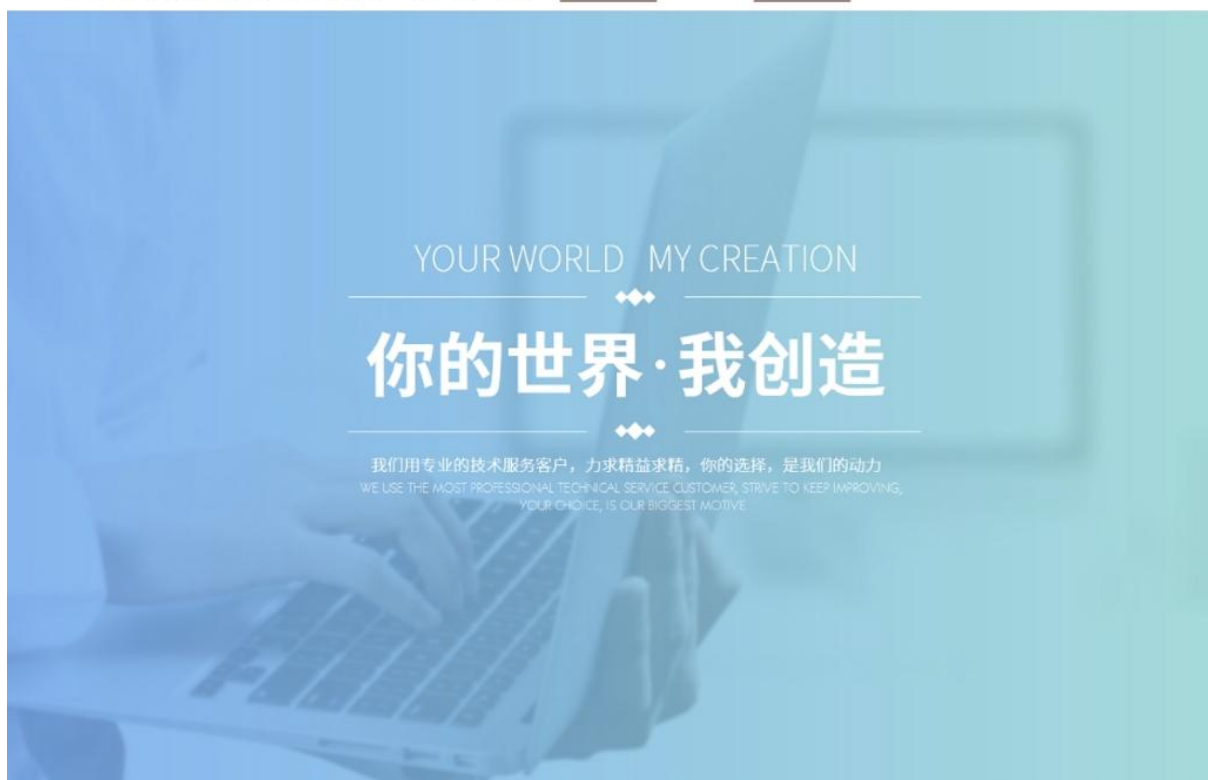 YOUR WORLD MY CREATION
你的世界·我创造
我们用专业的技术服务客户，力求精益求精，你的选择，是我们的动力
WE USE THE MOST PROFESSIONAL TECHNICAL SERVICE CUSTOMER, STRIVE TO KEEP IMPROVING,
YOUR CHOICE, IS OUR BIGGEST MOTIVE